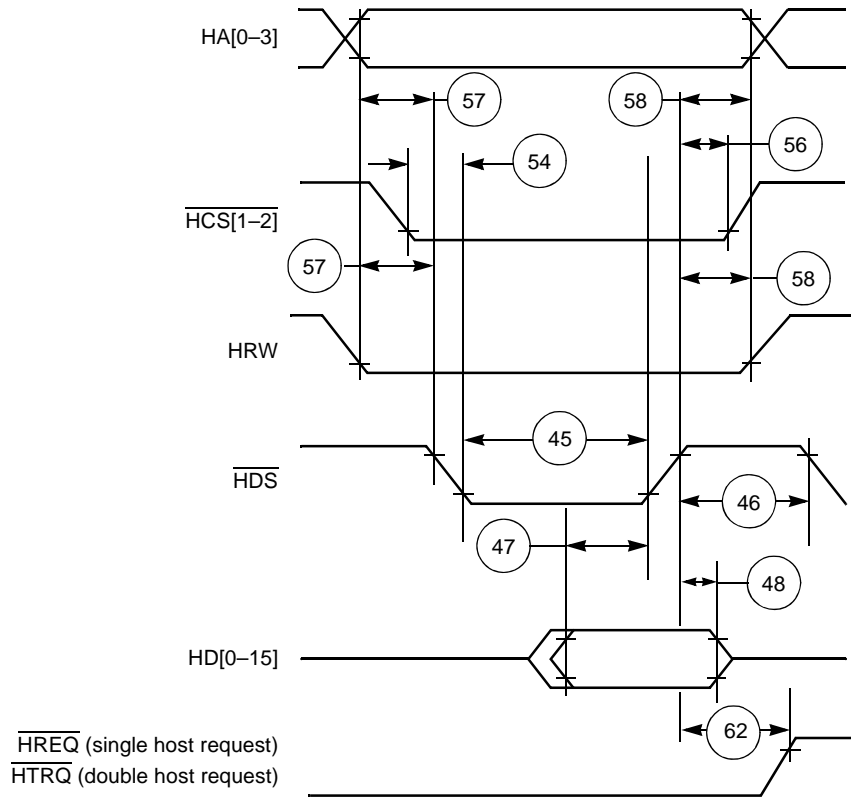 HA[0–3]
57
58
56
54
HCS[1–2]
57
58
HRW
45
HDS
46
47
48
HD[0–15]
62
HREQ (single host request)
HTRQ (double host request)